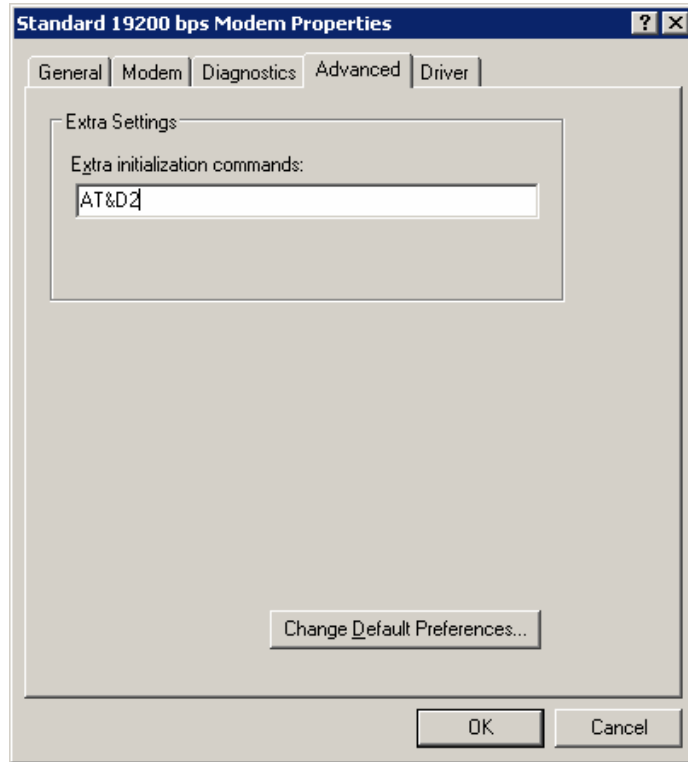 Standard 19200 bps Modem Properties
General Modem Diagnostics Advanced Driver
Extra Settings
Extra initialization commands:
AT&D2
Change Default Preferences...
OK Cancel